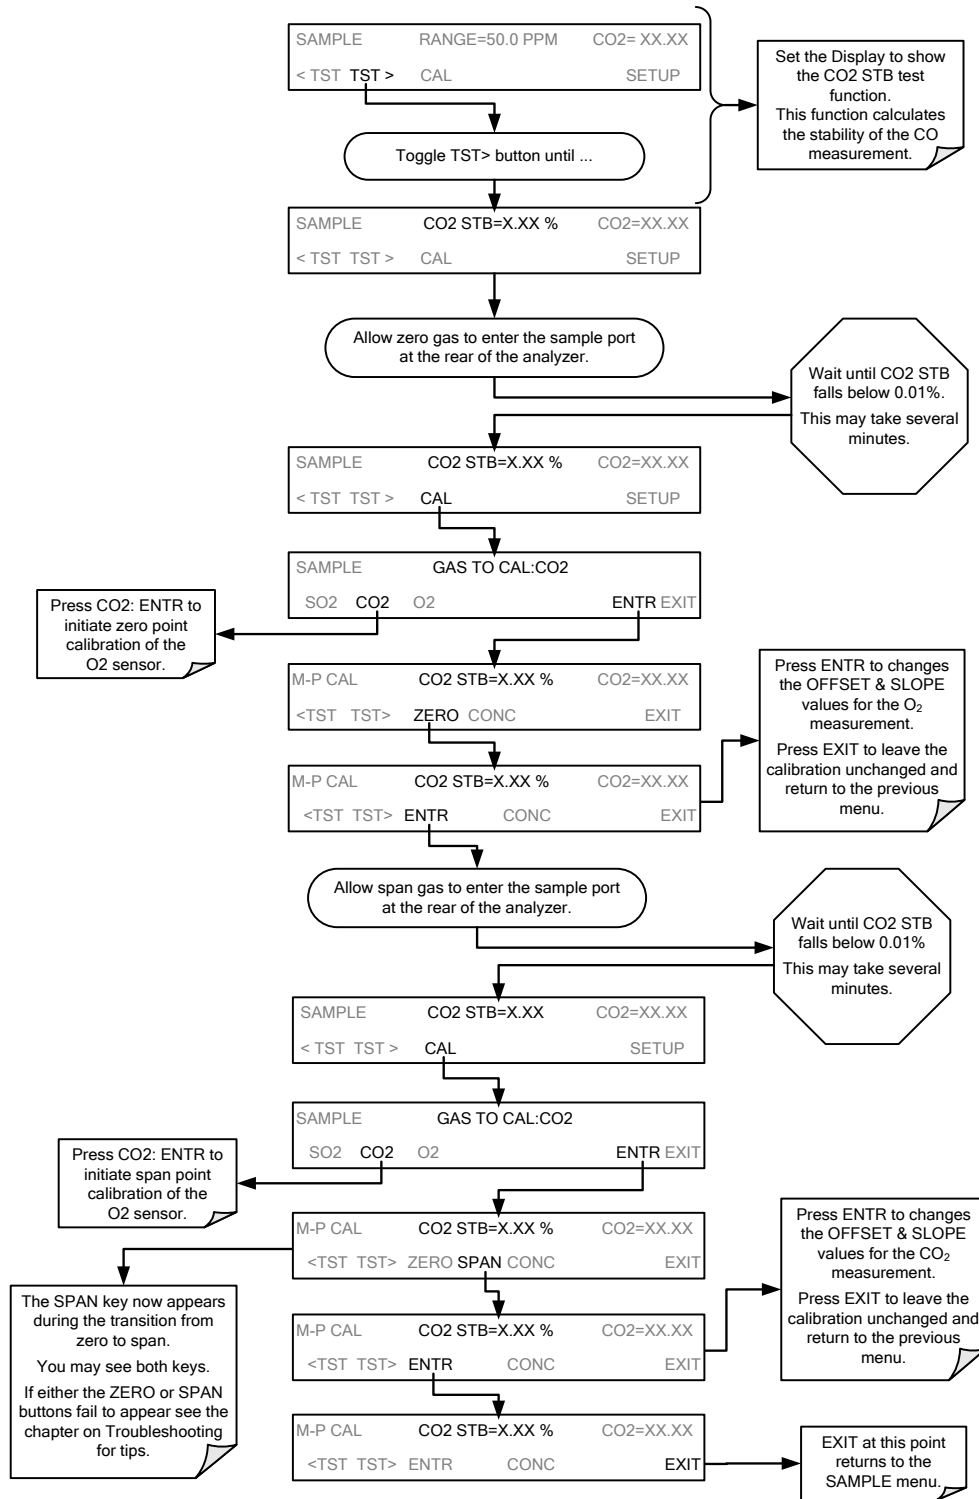 SAMPLE RANGE=50.0 PPM CO2= XX.XX
< TST TST > CAL SETUP
Set the Display to show
the CO2 STB test
function.
This function calculates
the stability of the CO
measurement.
Toggle TST> button until ...
SAMPLE CO2 STB=X.XX % CO2=XX.XX
< TST TST > CAL SETUP
Allow zero gas to enter the sample port
at the rear of the analyzer.
Wait until CO2 STB
falls below 0.01%.
This may take several
minutes.
SAMPLE CO2 STB=X.XX % CO2=XX.XX
< TST TST > CAL SETUP
SAMPLE GAS TO CAL:CO2
SO2 CO2 O2 ENTR EXIT
Press CO2: ENTR to
initiate zero point
calibration of the
O2 sensor.
M-P CAL CO2 STB=X.XX % CO2=XX.XX
<TST TST> ZERO CONC EXIT
Press ENTR to changes
the OFFSET & SLOPE
values for the O2
measurement.
Press EXIT to leave the
calibration unchanged and
return to the previous
menu.
M-P CAL CO2 STB=X.XX % CO2=XX.XX
<TST TST> ENTR CONC EXIT
Allow span gas to enter the sample port
at the rear of the analyzer.
Wait until CO2 STB
falls below 0.01%
This may take several
minutes.
SAMPLE CO2 STB=X.XX CO2=XX.XX
< TST TST > CAL SETUP
SAMPLE GAS TO CAL:CO2
SO2 CO2 O2 ENTR EXIT
Press CO2: ENTR to
initiate span point
calibration of the
O2 sensor.
M-P CAL CO2 STB=X.XX % CO2=XX.XX
<TST TST> ZERO SPAN CONC EXIT
Press ENTR to changes
the OFFSET & SLOPE
values for the CO2
measurement.
Press EXIT to leave the
calibration unchanged and
return to the previous
menu.
The SPAN key now appears
during the transition from
zero to span.
You may see both keys.
If either the ZERO or SPAN
buttons fail to appear see the
chapter on Troubleshooting
for tips.
M-P CAL CO2 STB=X.XX % CO2=XX.XX
<TST TST> ENTR CONC EXIT
M-P CAL CO2 STB=X.XX % CO2=XX.XX
<TST TST> ENTR CONC EXIT
EXIT at this point
returns to the
SAMPLE menu.